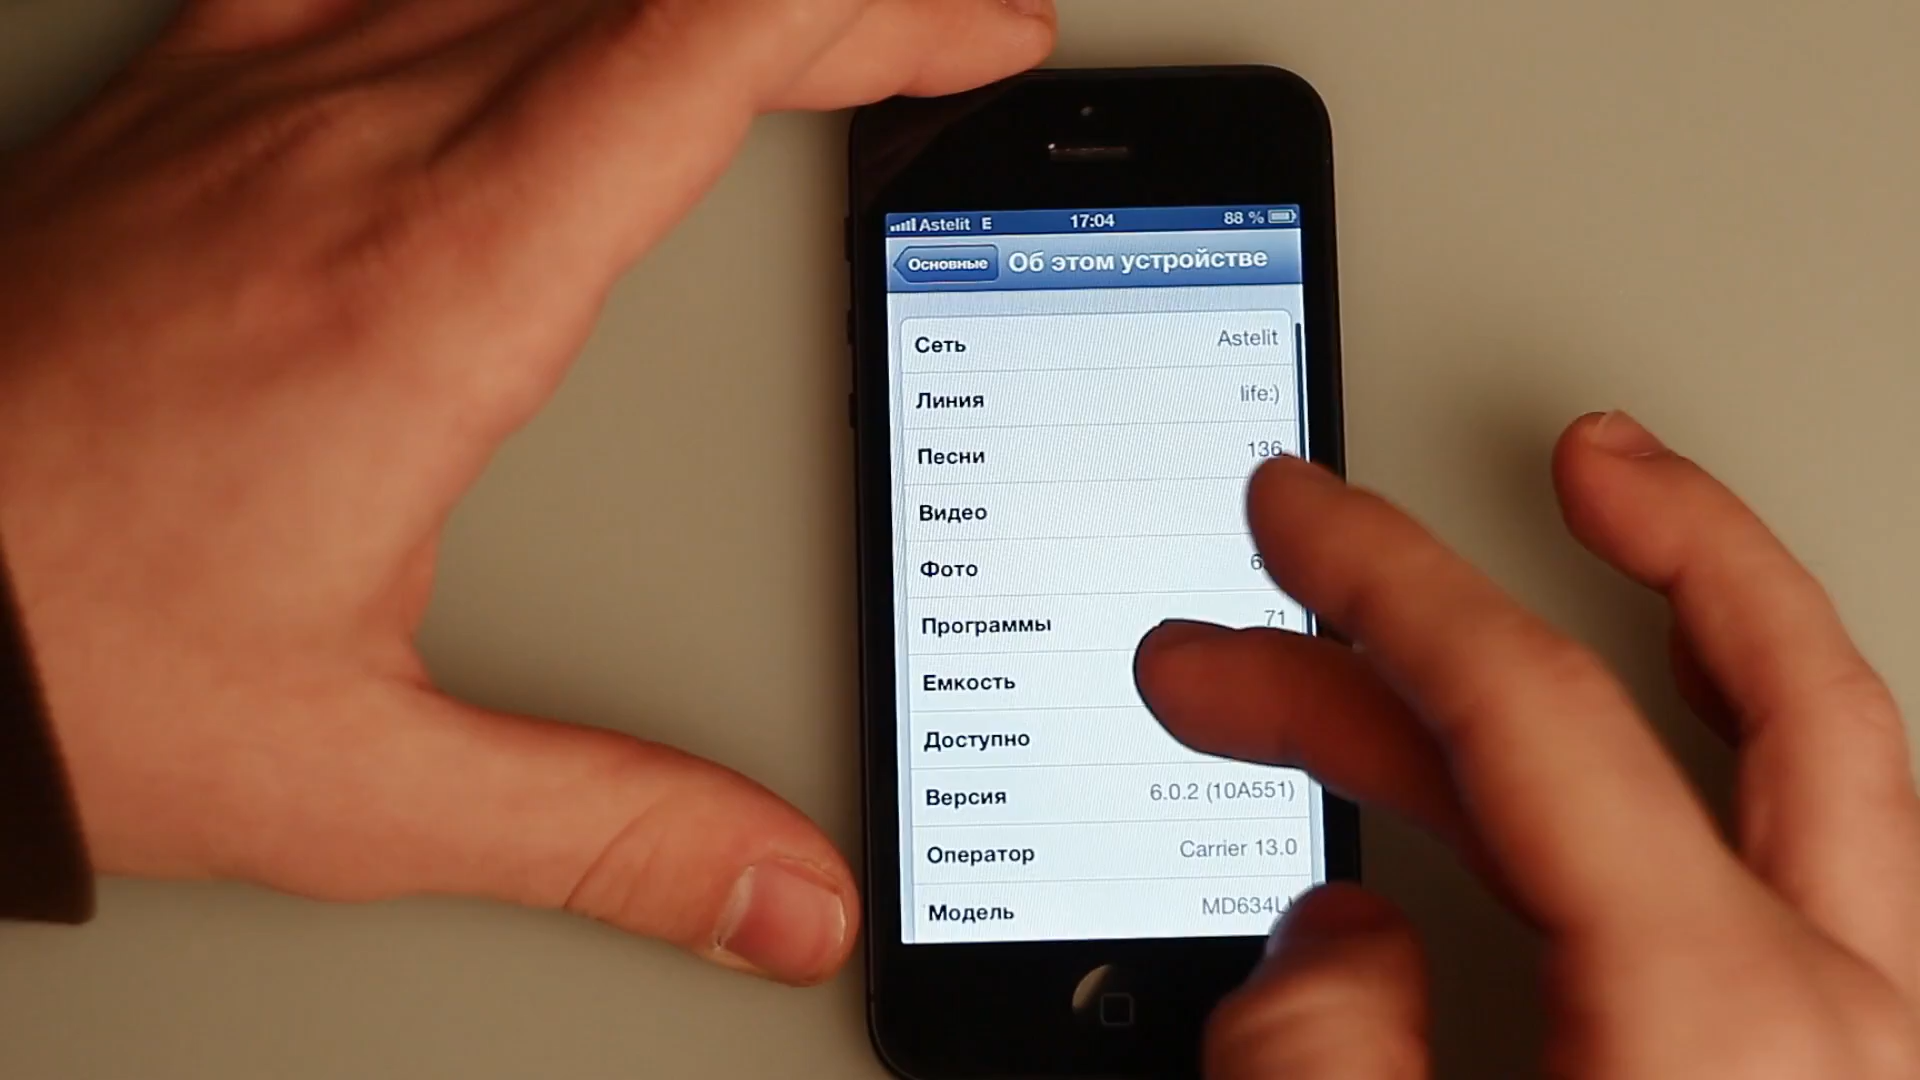 Astelit E 17:04 88 %
Основные Об этом устройстве
Сеть Astelit
Линия life:)
Песни 136
Видео
Фото
Программы 71
Емкость
Доступно
Версия 6.0.2 (10A551)
Оператор Carrier 13.0
Модель